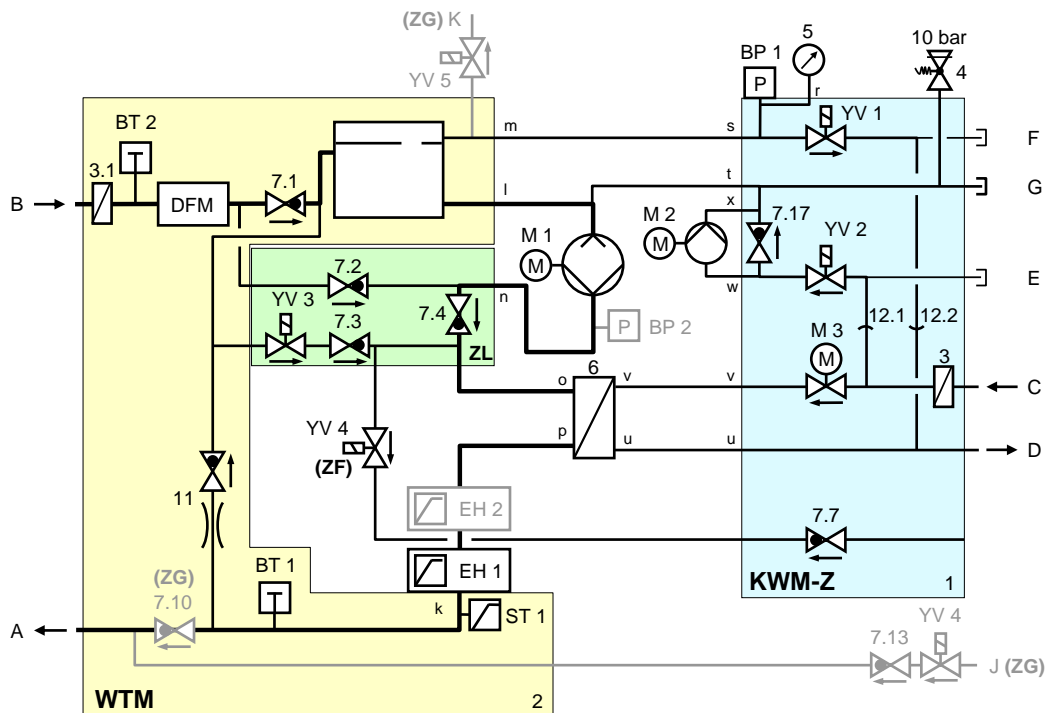 (ZG) K
YV 5
5
10 bar
4
BP 1
P
r
YV 1
m
s
F
BT 2
3.1
B
DFM
7.1
l
t
G
x
M 2
M
7.17
YV 2
M 1
M
w
E
7.2
n
YV 3
7.4
7.3
ZL
P
BP 2
12.1
12.2
M 3
M
3
6
o
v
v
C
p
YV 4
(ZF)
u
u
D
11
EH 2
7.7
EH 1
KWM-Z
1
(ZG)
7.10
BT 1
k
ST 1
A
YV 4
7.13
J (ZG)
WTM
2